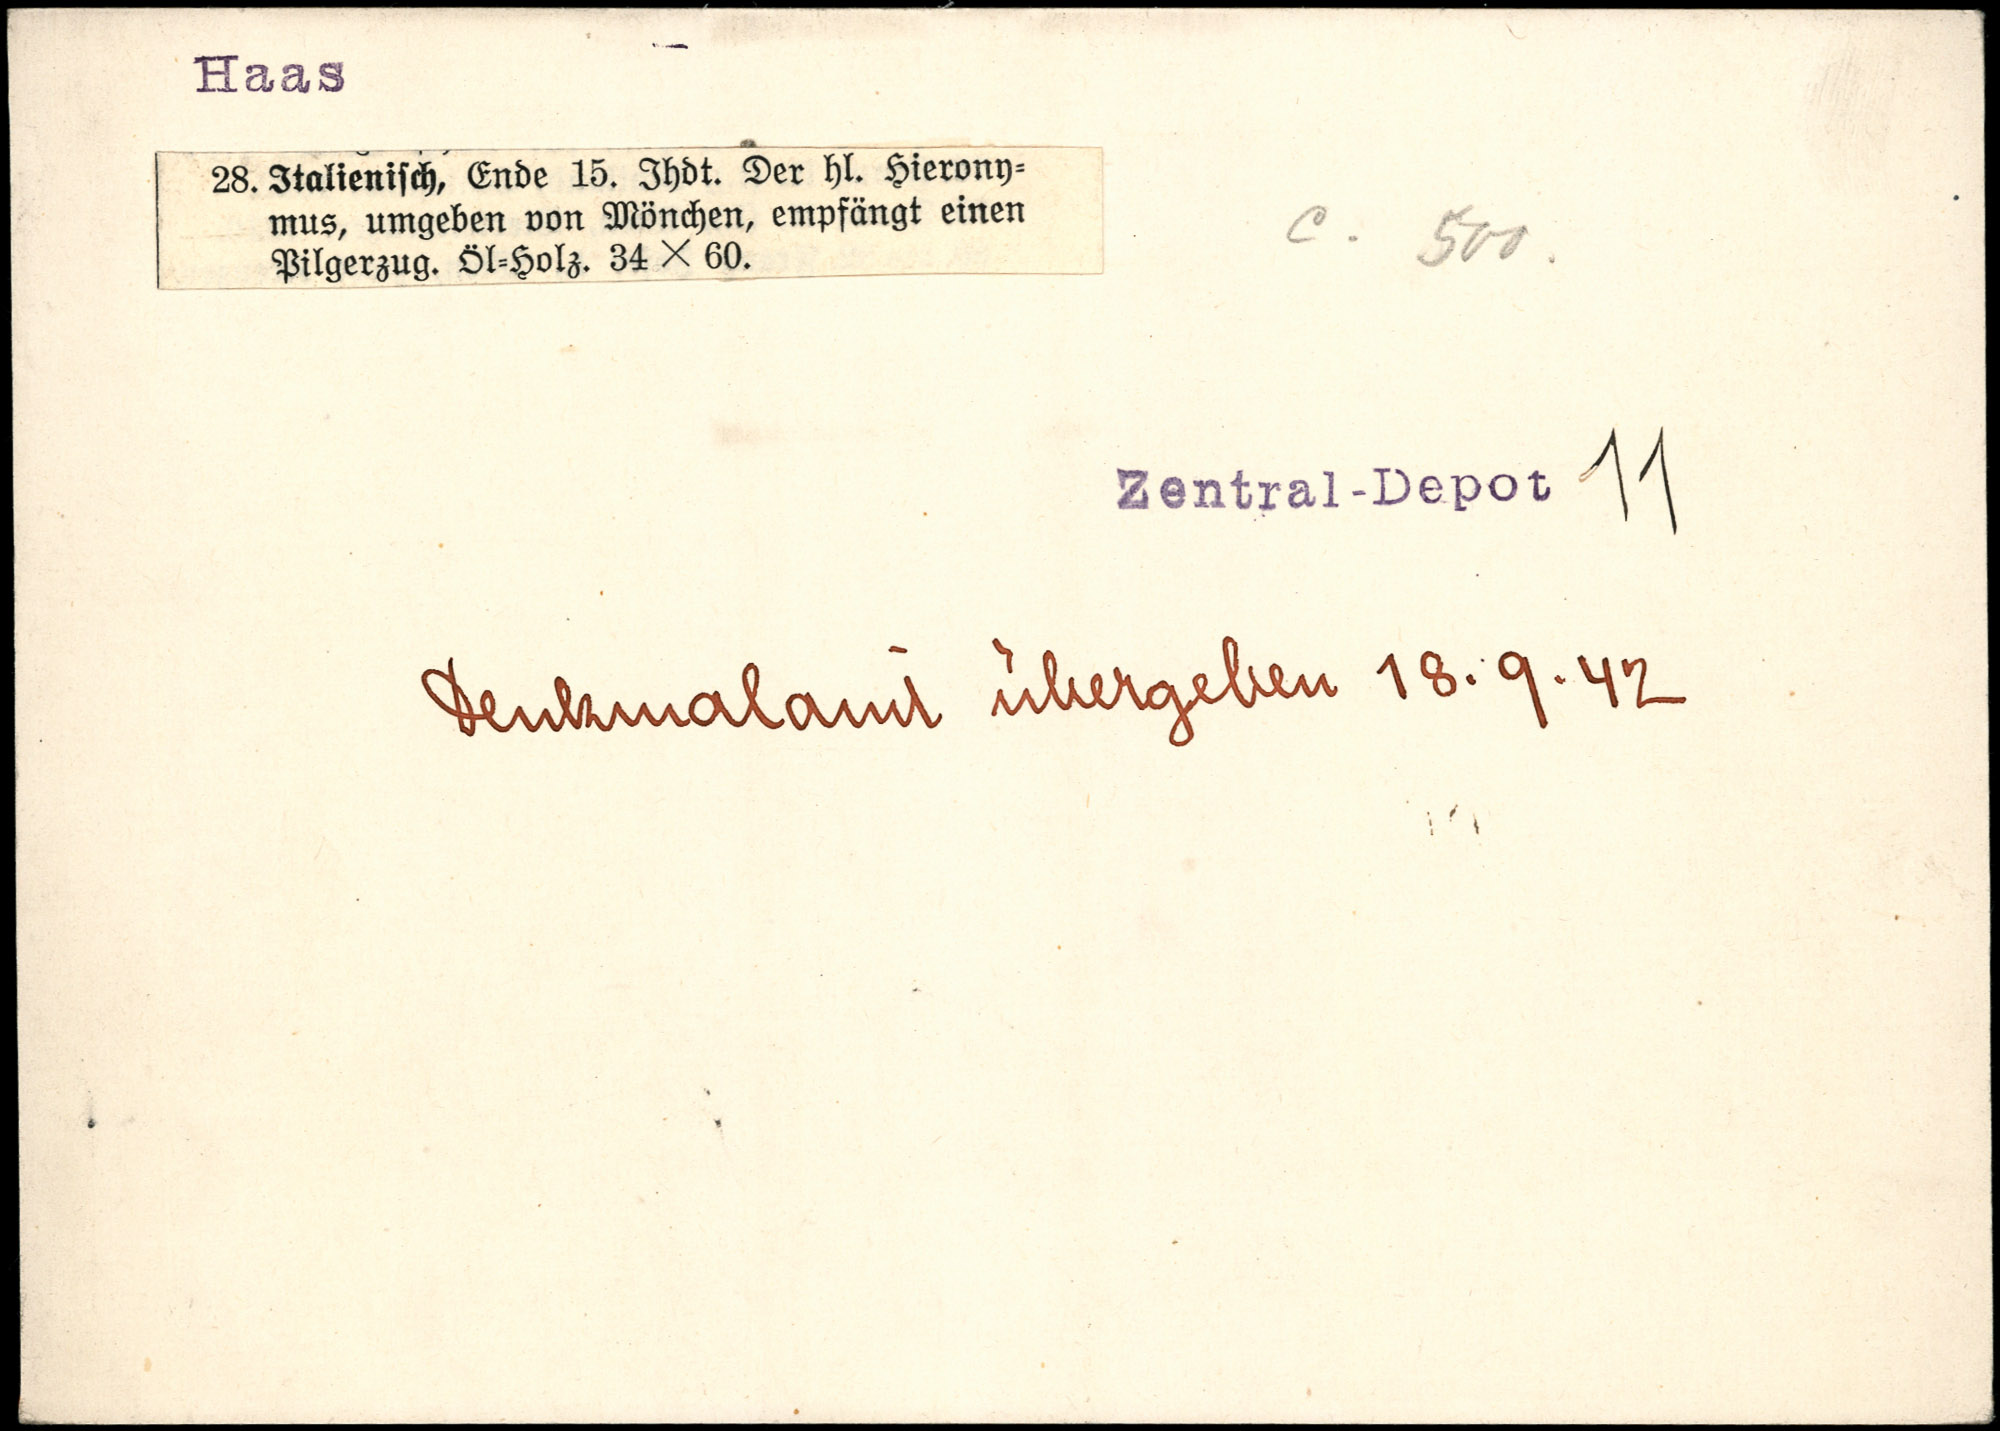 Haas
28. Italienisch, Ende 15. Jhdt. Der hl. Hierony=
mus, umgeben von Mönchen, empfängt einen
Pilgerzug. Öl=Holz. 34 × 60.
c. 500.
Zentral-Depot 11
Denkmalamt übergeben 18.9.42